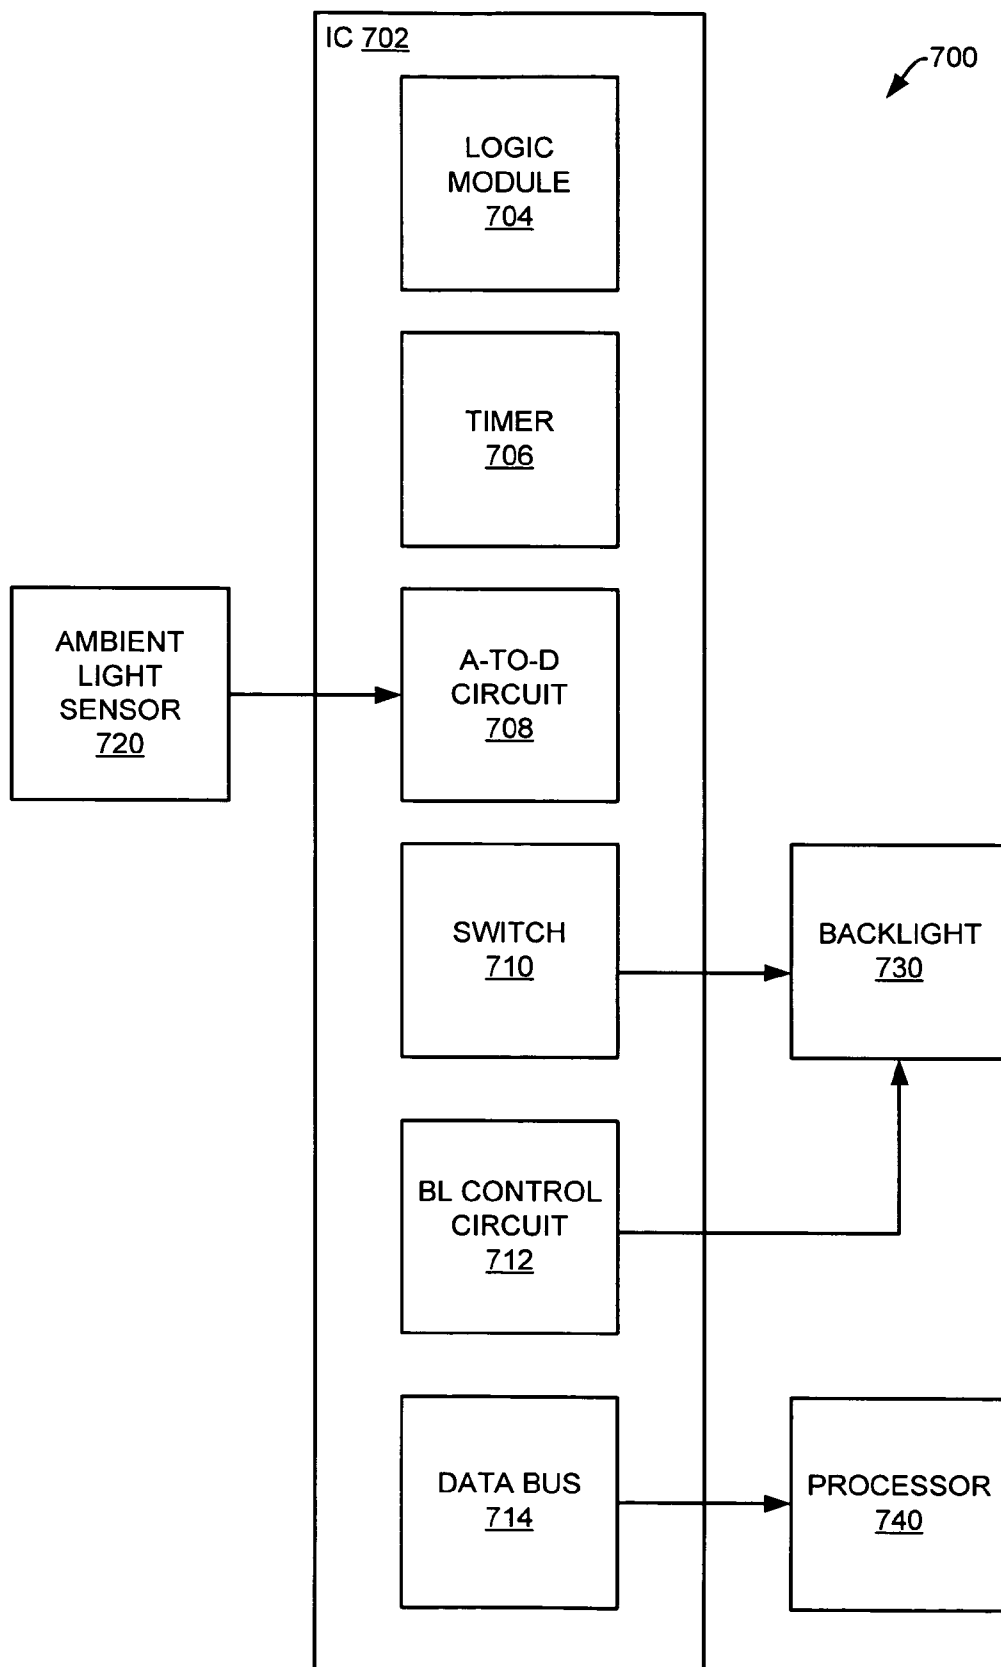 IC 702
700
LOGIC
MODULE
704
TIMER
706
AMBIENT
LIGHT
SENSOR
720
A-TO-D
CIRCUIT
708
SWITCH
710
BACKLIGHT
730
BL CONTROL
CIRCUIT
712
DATA BUS
714
PROCESSOR
740